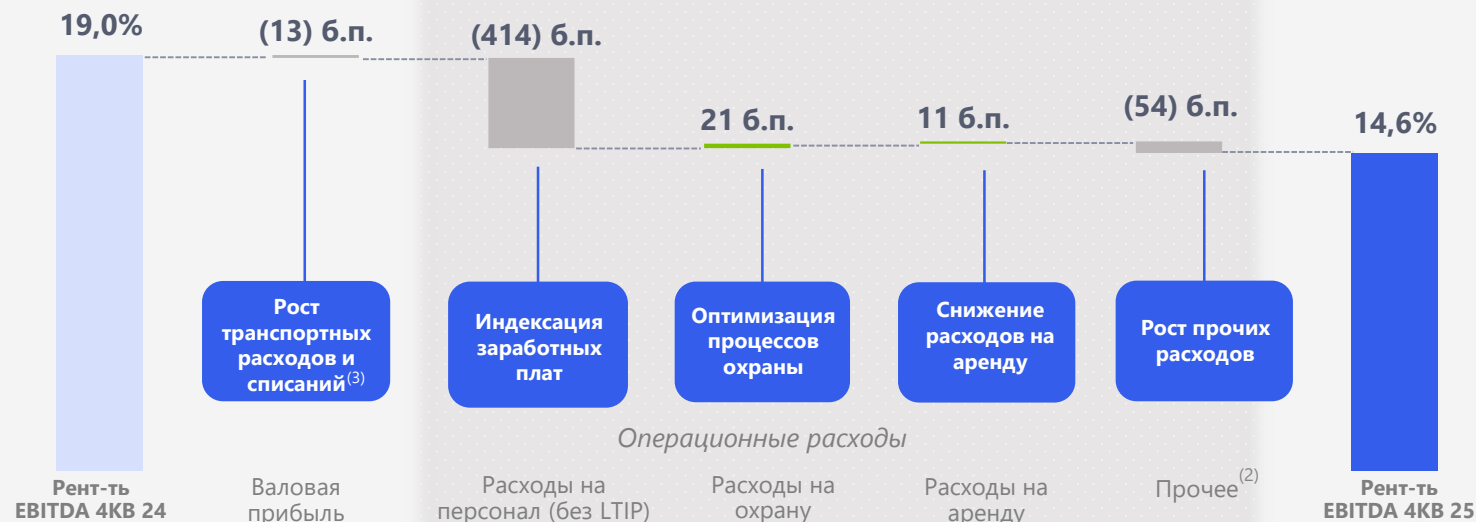 19,0%
(13) б.п.
(414) б.п.
21 б.п.
11 б.п.
(54) б.п.
14,6%
Рост
транспортных
расходов и
списаний(3)
Индексация
заработных
плат
Оптимизация
процессов
охраны
Снижение
расходов на
аренду
Рост прочих
расходов
Операционные расходы
Рент-ть
EBITDA 4КВ 24
Валовая
прибыль
Расходы на
персонал (без LTIP)
Расходы на
охрану
Расходы на
аренду
Прочее(2)
Рент-ть
EBITDA 4КВ 25